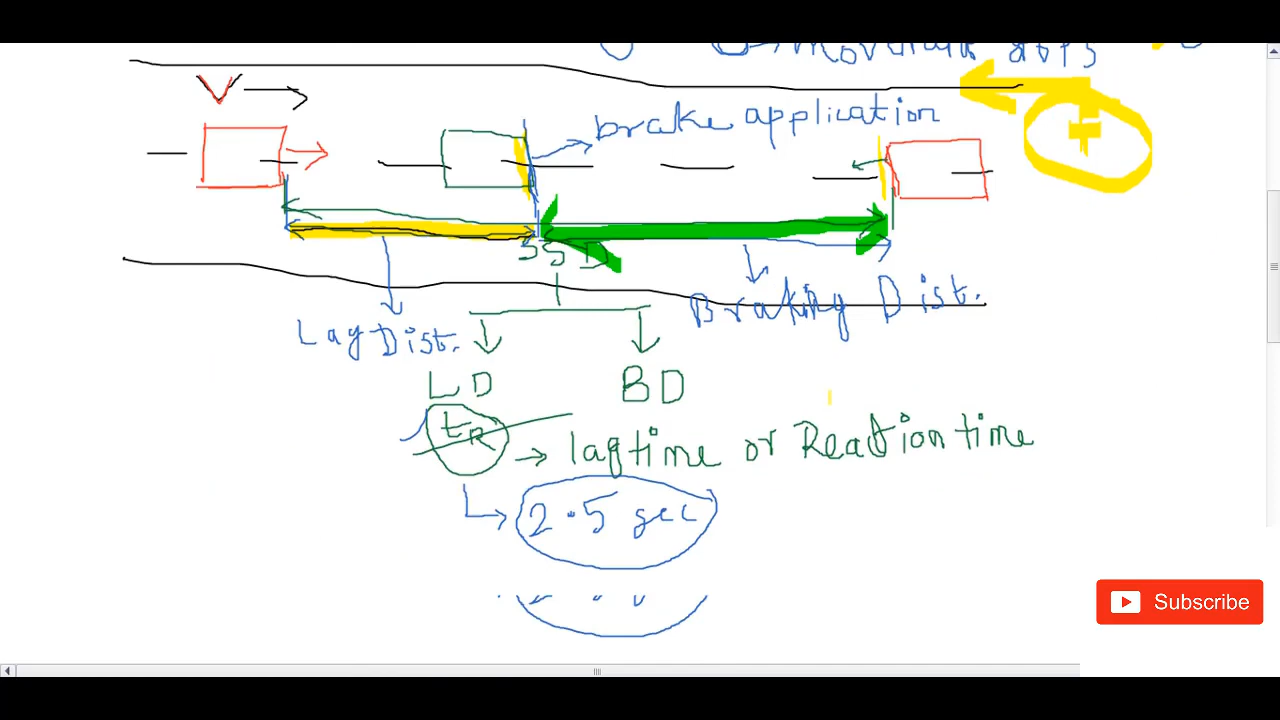 V
brake application
SSD
Lag Dist.
Braking Dist.
LD BD
tR → lag time or Reaction time
2.5 sec
Subscribe